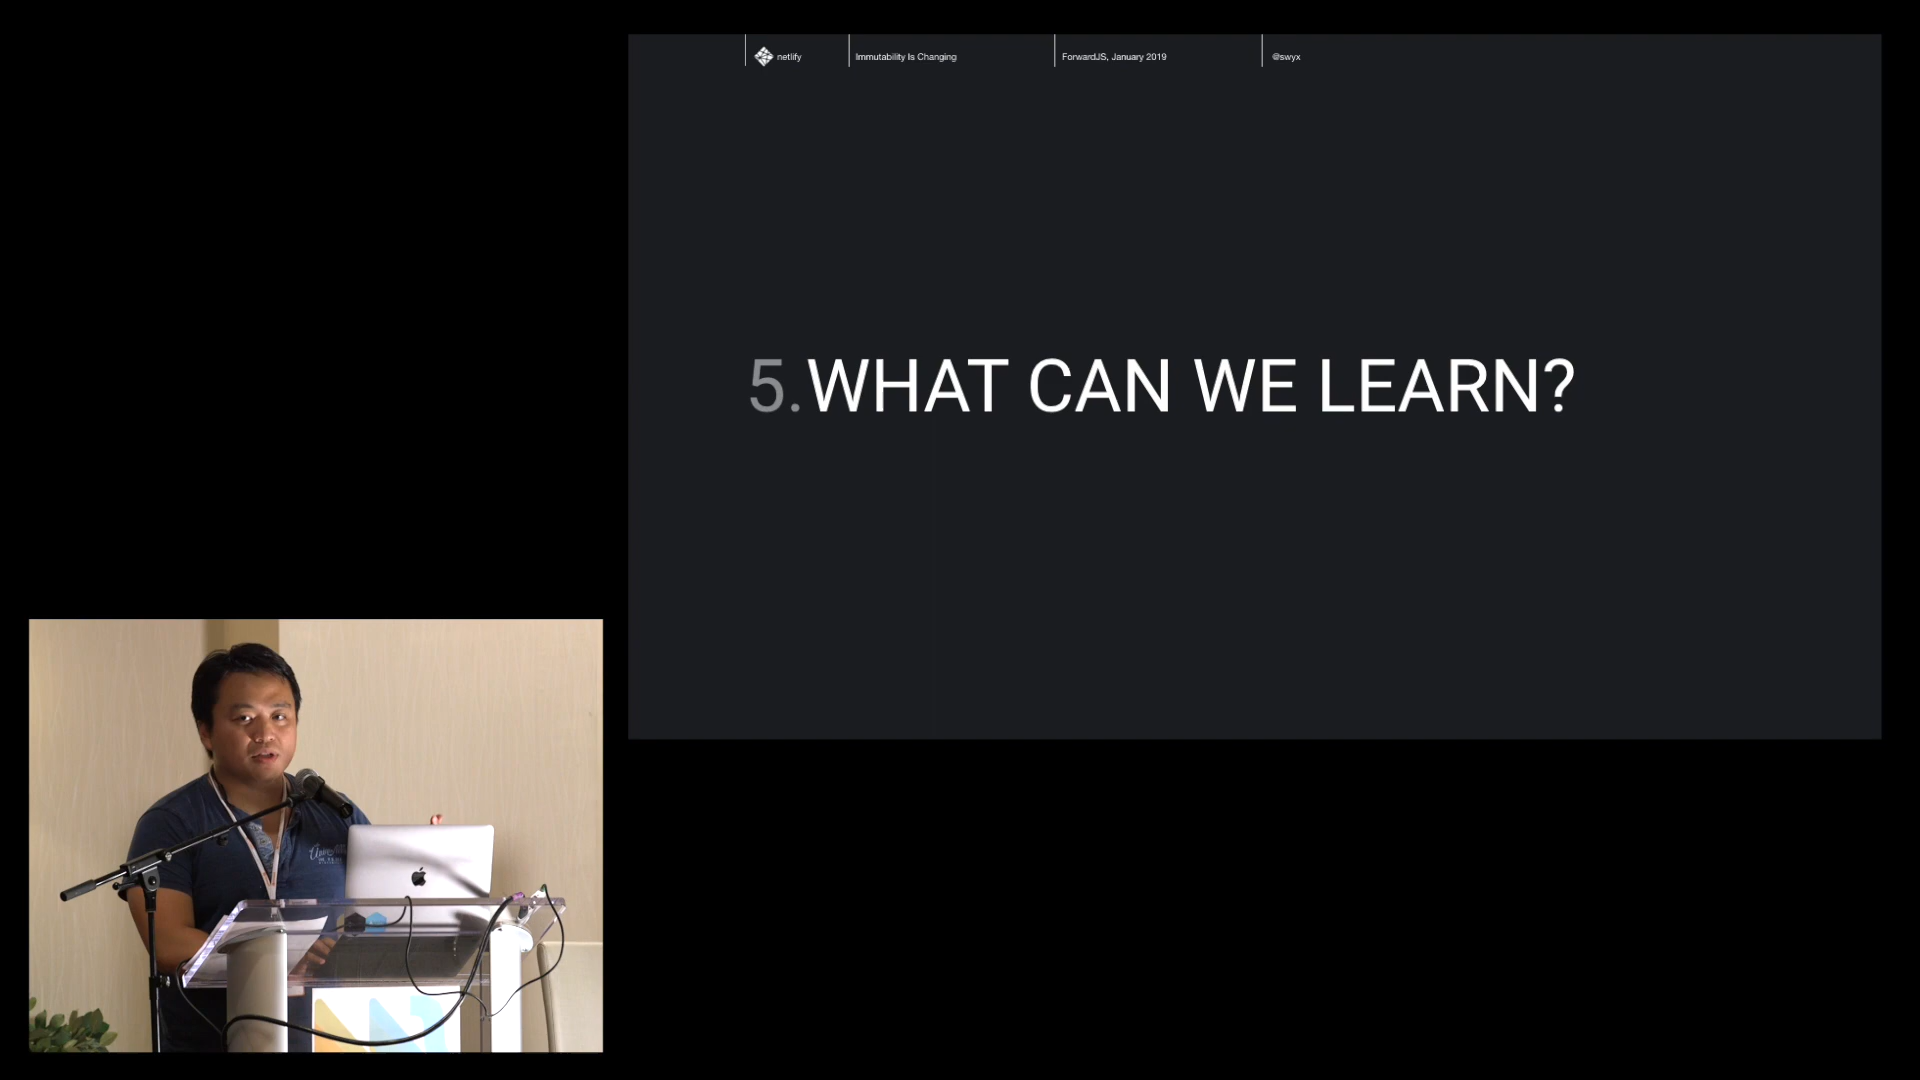 netlify
Immutability Is Changing
ForwardJS, January 2019
@swyx
5. WHAT CAN WE LEARN?